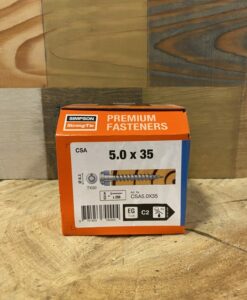 SIMPSON
Strong-Tie
PREMIUM
FASTENERS
CSA
5.0 x 35
CSA5.0X35
C2